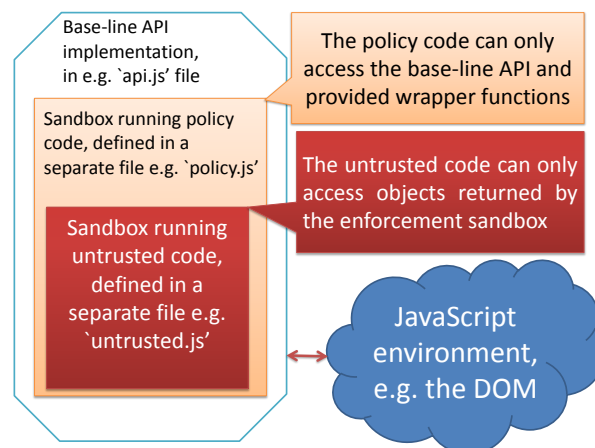 Base-line API
implementation,
in e.g. `api.js’ file
The policy code can only
access the base-line API and
provided wrapper functions
Sandbox running policy
code, defined in a
separate file e.g. `policy.js’
The untrusted code can only
access objects returned by
the enforcement sandbox
Sandbox running
untrusted code,
defined in a
separate file e.g.
`untrusted.js’
JavaScript
environment,
e.g. the DOM